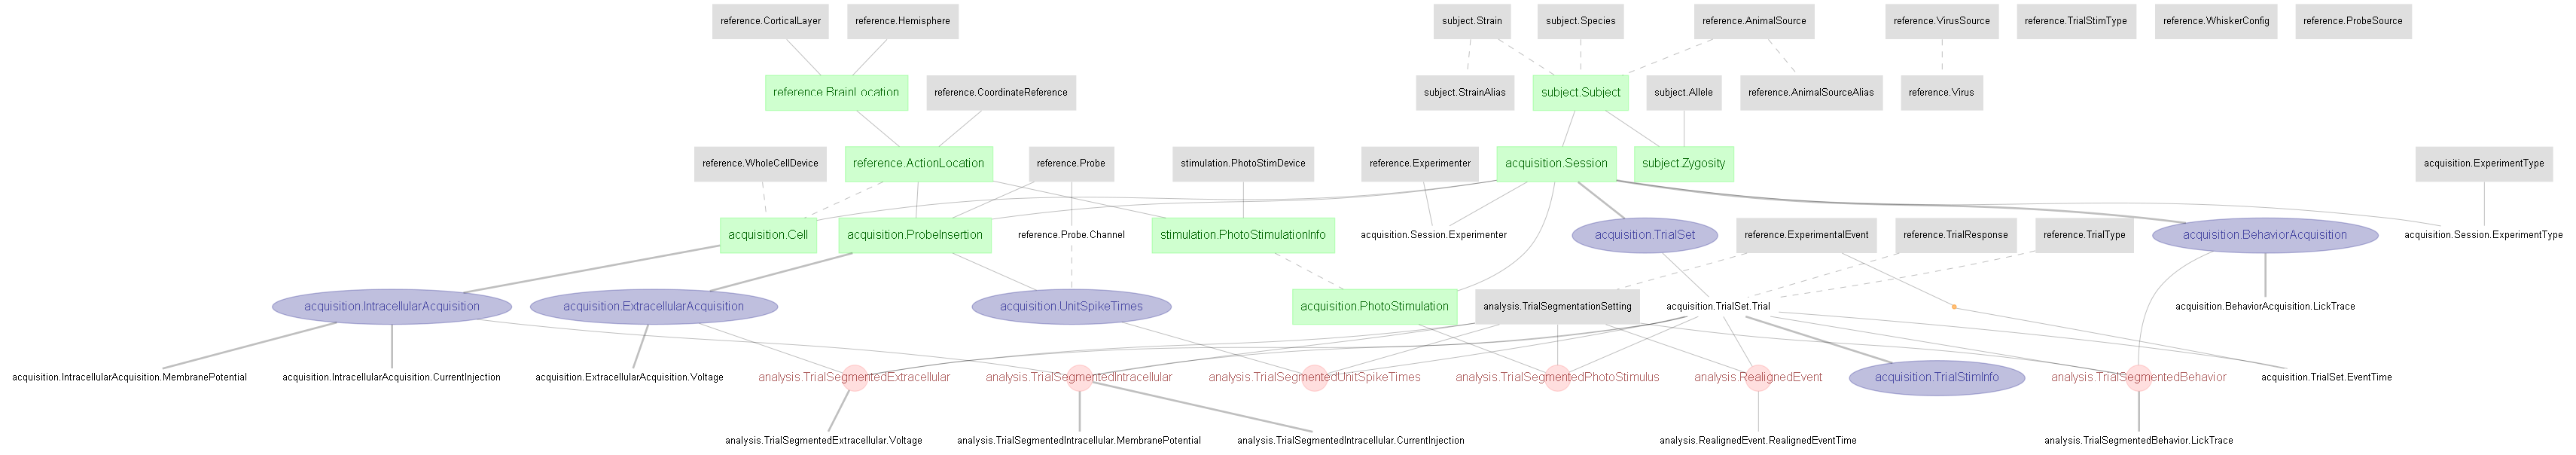 reference.CorticalLayer
reference.Hemisphere
subject.Strain
subject.Species
reference.AnimalSource
reference.VirusSource
reference.TrialStimType
reference.WhiskerConfig
reference.ProbeSource
reference.BrainLocation
reference.CoordinateReference
subject.StrainAlias
subject.Subject
subject.Allele
reference.AnimalSourceAlias
reference.Virus
reference.WholeCellDevice
reference.ActionLocation
reference.Probe
stimulation.PhotoStimDevice
reference.Experimenter
acquisition.Session
subject.Zygosity
acquisition.ExperimentType
acquisition.Cell
acquisition.ProbeInsertion
reference.Probe.Channel
stimulation.PhotoStimulationInfo
acquisition.Session.Experimenter
acquisition.TrialSet
reference.ExperimentalEvent
reference.TrialResponse
reference.TrialType
acquisition.BehaviorAcquisition
acquisition.Session.ExperimentType
acquisition.IntracellularAcquisition
acquisition.ExtracellularAcquisition
acquisition.UnitSpikeTimes
acquisition.PhotoStimulation
analysis.TrialSegmentationSetting
acquisition.TrialSet.Trial
acquisition.BehaviorAcquisition.LickTrace
acquisition.IntracellularAcquisition.MembranePotential
acquisition.IntracellularAcquisition.CurrentInjection
acquisition.ExtracellularAcquisition.Voltage
analysis.TrialSegmentedExtracellular
analysis.TrialSegmentedIntracellular
analysis.TrialSegmentedUnitSpikeTimes
analysis.TrialSegmentedPhotoStimulus
analysis.RealignedEvent
acquisition.TrialStimInfo
analysis.TrialSegmentedBehavior
acquisition.TrialSet.EventTime
analysis.TrialSegmentedExtracellular.Voltage
analysis.TrialSegmentedIntracellular.MembranePotential
analysis.TrialSegmentedIntracellular.CurrentInjection
analysis.RealignedEvent.RealignedEventTime
analysis.TrialSegmentedBehavior.LickTrace